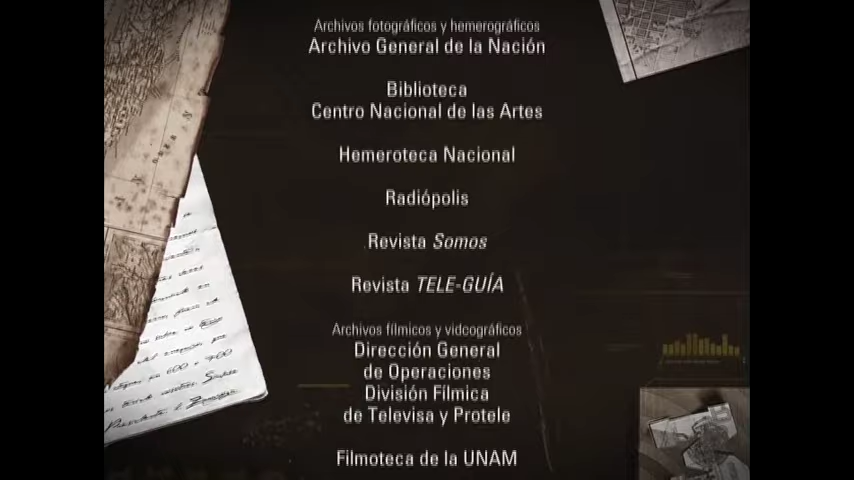 Archivos fotográficos y hemerográficos
Archivo General de la Nación
Biblioteca
Centro Nacional de las Artes
Hemeroteca Nacional
Radiópolis
Revista Somos
Revista TELE-GUÍA
Archivos fílmicos y videográficos
Dirección General
de Operaciones
División Fílmica
de Televisa y Protele
Filmoteca de la UNAM